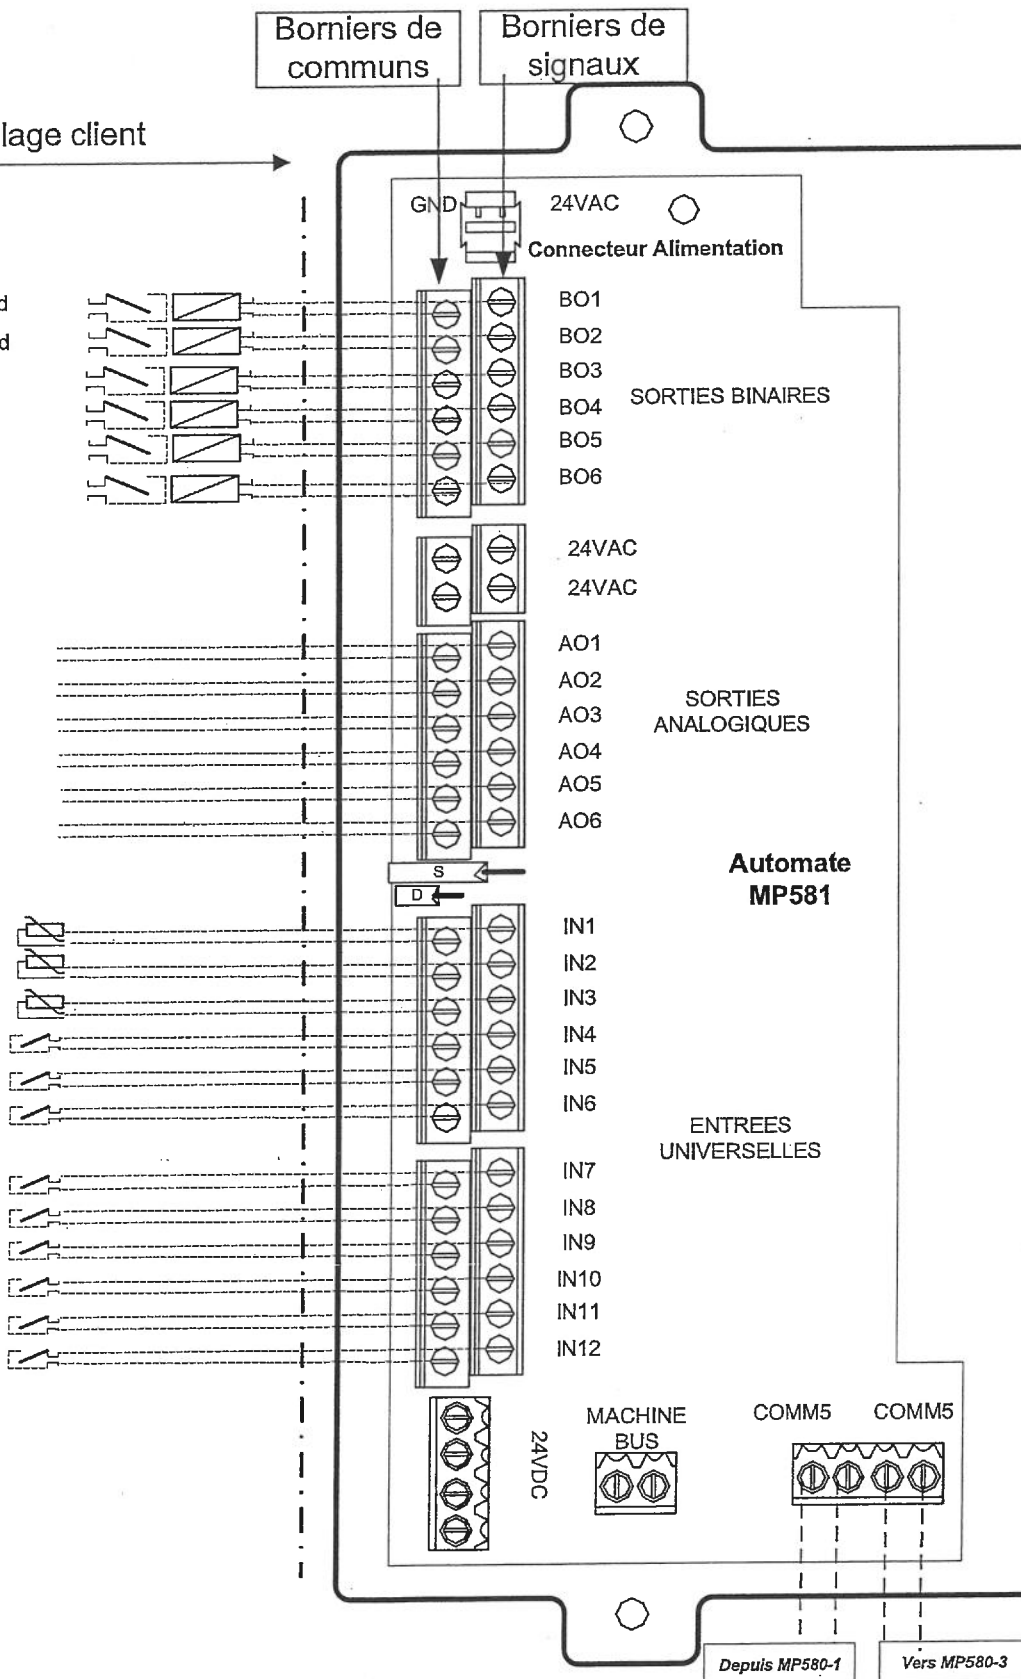 Borniers de
communs
Borniers de
signaux
lage client
GND
24VAC
Connecteur Alimentation
d
d
BO1
BO2
BO3
BO4
BO5
BO6
SORTIES BINAIRES
24VAC
24VAC
AO1
AO2
AO3
AO4
AO5
AO6
SORTIES
ANALOGIQUES
S
D
Automate
MP581
IN1
IN2
IN3
IN4
IN5
IN6
ENTREES
UNIVERSELLES
IN7
IN8
IN9
IN10
IN11
IN12
24VDC
MACHINE
BUS
COMM5
COMM5
Depuis MP580-1
Vers MP580-3